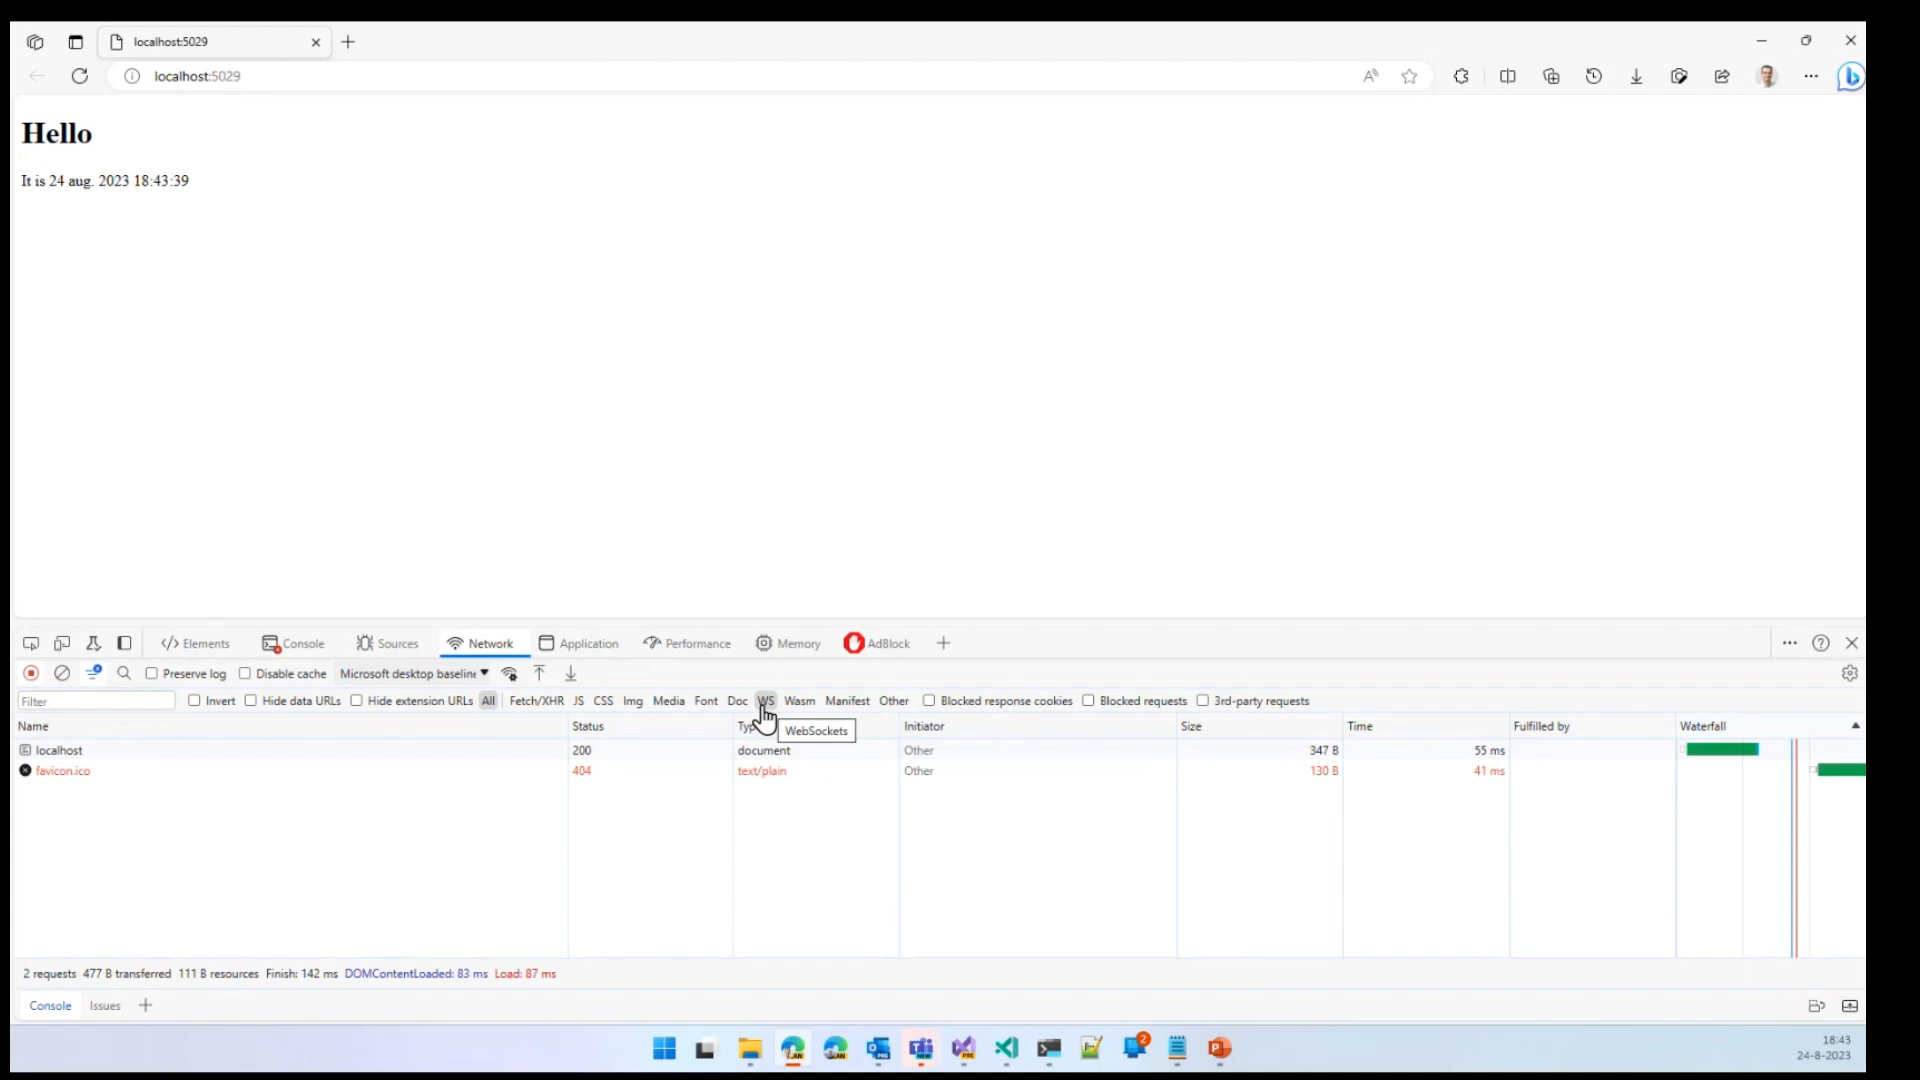 localhost:5029
localhost:5029
Hello
It is 24 aug. 2023 18:43:39
Elements Console Sources Network Application Performance Memory AdBlock
Preserve log Disable cache Microsoft desktop baseline
Filter Invert Hide data URLs Hide extension URLs All Fetch/XHR JS CSS Img Media Font Doc WS Wasm Manifest Other Blocked response cookies Blocked requests 3rd-party requests
Name Status Typ Initiator Size Time Fulfilled by Waterfall
WebSockets
localhost 200 document Other 347 B 55 ms
favicon.ico 404 text/plain Other 130 B 41 ms
2 requests 477 B transferred 111 B resources Finish: 142 ms DOMContentLoaded: 83 ms Load: 87 ms
Console Issues
2
18:43
24-8-2023